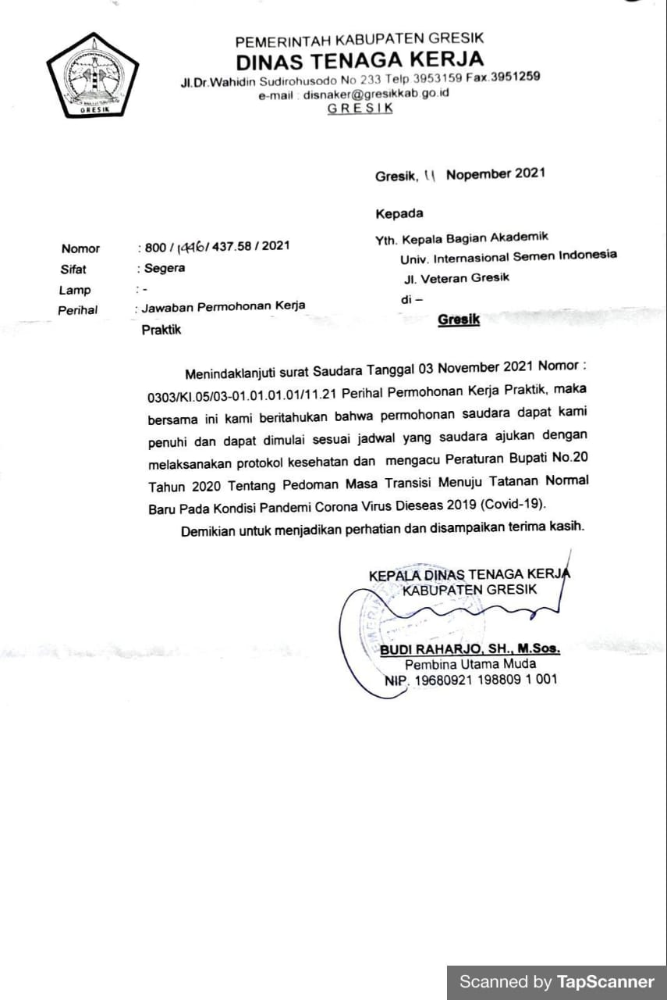 PEMERINTAH KABUPATEN GRESIK
DINAS TENAGA KERJA
Jl.Dr.Wahidin Sudirohusodo No 233 Telp 3953159 Fax.3951259
e-mail : disnaker@gresikkab.go.id
GRESIK
GRESIK
Gresik, 11 Nopember 2021
Kepada
Yth. Kepala Bagian Akademik
Univ. Internasional Semen Indonesia
Jl. Veteran Gresik
di –
Gresik
Nomor : 800 / 1446 / 437.58 / 2021
Sifat : Segera
Lamp : -
Perihal : Jawaban Permohonan Kerja
Praktik
Menindaklanjuti surat Saudara Tanggal 03 November 2021 Nomor :
0303/KI.05/03-01.01.01.01/11.21 Perihal Permohonan Kerja Praktik, maka
bersama ini kami beritahukan bahwa permohonan saudara dapat kami
penuhi dan dapat dimulai sesuai jadwal yang saudara ajukan dengan
melaksanakan protokol kesehatan dan mengacu Peraturan Bupati No.20
Tahun 2020 Tentang Pedoman Masa Transisi Menuju Tatanan Normal
Baru Pada Kondisi Pandemi Corona Virus Dieseas 2019 (Covid-19).
Demikian untuk menjadikan perhatian dan disampaikan terima kasih.
KEPALA DINAS TENAGA KERJA
KABUPATEN GRESIK
BUDI RAHARJO, SH., M.Sos.
Pembina Utama Muda
NIP. 19680921 198809 1 001
Scanned by TapScanner